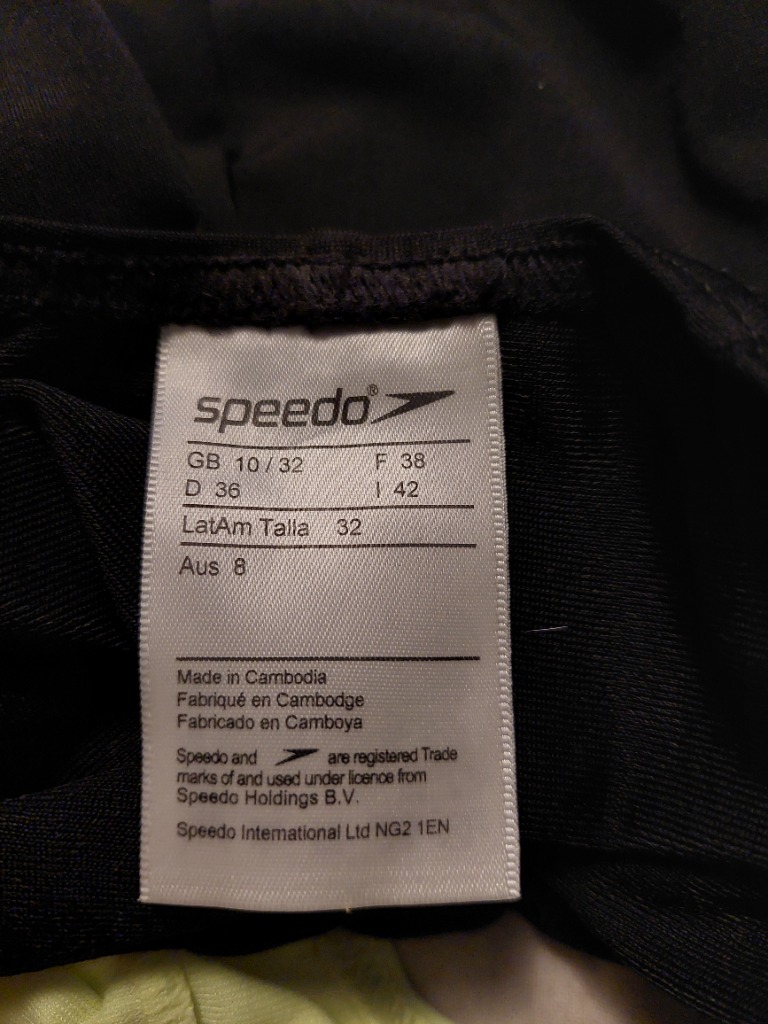 speedo®
GB 10 / 32 F 38
D 36 I 42
LatAm Talla 32
Aus 8
Made in Cambodia
Fabriqué en Cambodge
Fabricado en Camboya
Speedo and are registered Trade
marks of and used under licence from
Speedo Holdings B.V.
Speedo International Ltd NG2 1EN